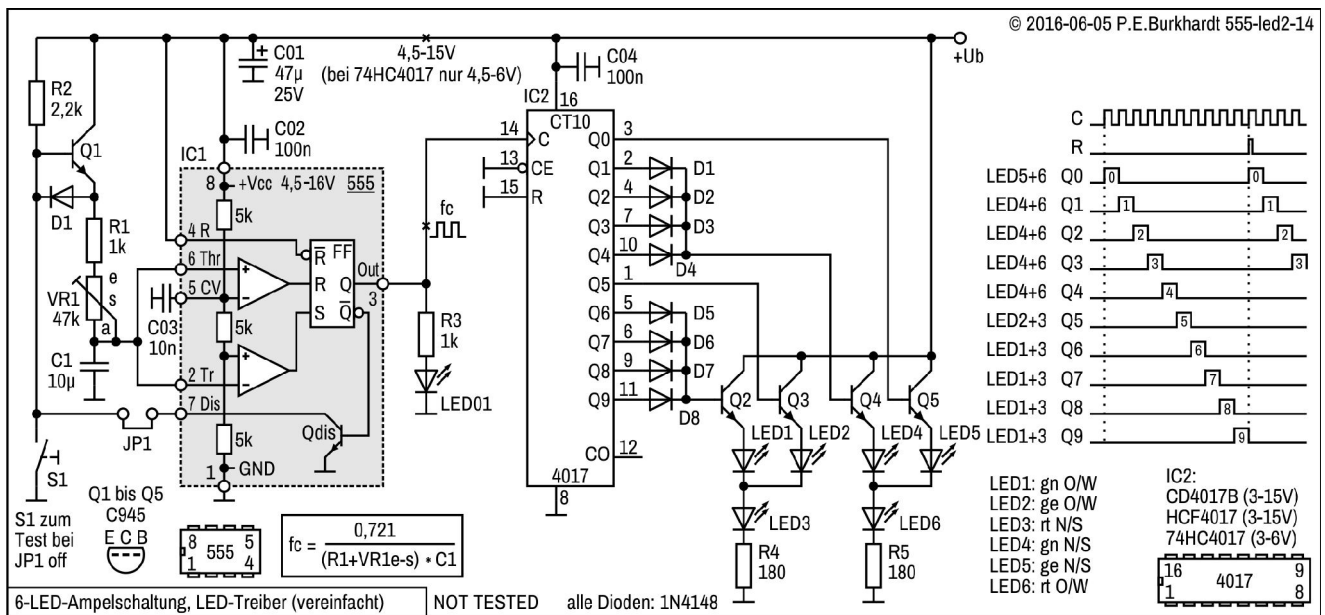 © 2016-06-05 P.E.Burkhardt 555-led2-14
+Ub
R2
2,2k
Q1
D1
R1
1k
e
s
a
VR1
47k
C1
10µ
C01
47µ
25V
C02
100n
4,5-15V
(bei 74HC4017 nur 4,5-6V)
C04
100n
IC1
8 +Vcc 4,5-16V 555
5k
4 R
6 Thr
5 CV
C03
10n
5k
2 Tr
7 Dis
5k
1 GND
R FF
R Q
S Q
Out
3
Qdis
JP1
S1
fc
R3
1k
LED01
IC2
16
CT10
14 C
13 CE
15 R
Q0 3
Q1 2 D1
Q2 4 D2
Q3 7 D3
Q4 10 D4
Q5 1
Q6 5 D5
Q7 6 D6
Q8 9 D7
Q9 11 D8
CO 12
4017
8
Q2
Q3
Q4
Q5
LED1
LED2
LED4
LED5
LED3
LED6
R4
180
R5
180
C
R
LED5+6 Q0 0 0
LED4+6 Q1 1 1
LED4+6 Q2 2 2
LED4+6 Q3 3 3
LED4+6 Q4 4
LED2+3 Q5 5
LED1+3 Q6 6
LED1+3 Q7 7
LED1+3 Q8 8
LED1+3 Q9 9
LED1: gn O/W
LED2: ge O/W
LED3: rt N/S
LED4: gn N/S
LED5: ge N/S
LED6: rt O/W
IC2:
CD4017B (3-15V)
HCF4017 (3-15V)
74HC4017 (3-6V)
16 9
4017
1 8
S1 zum
Test bei
JP1 off
Q1 bis Q5
C945
E C B
8 5
555
1 4
fc = 0,721
(R1+VR1e-s) * C1
6-LED-Ampelschaltung, LED-Treiber (vereinfacht)
NOT TESTED
alle Dioden: 1N4148